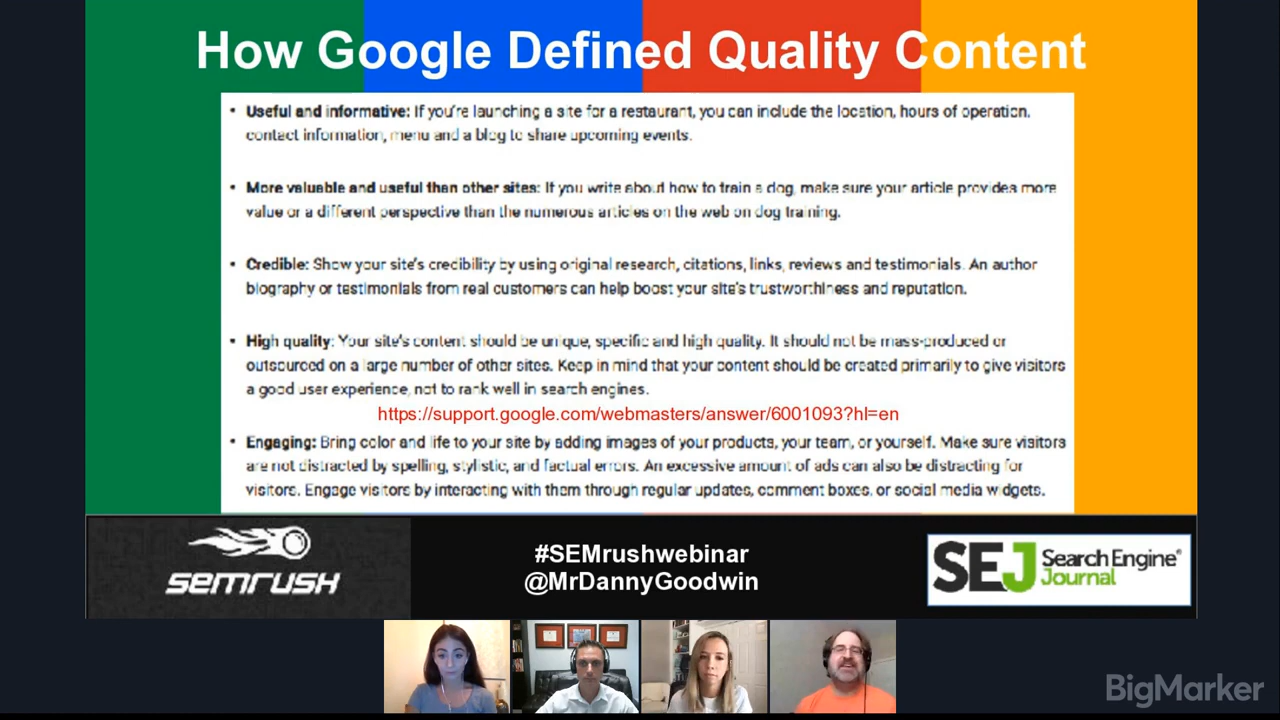 How Google Defined Quality Content
• Useful and informative: If you're launching a site for a restaurant, you can include the location, hours of operation,
contact information, menu and a blog to share upcoming events.
• More valuable and useful than other sites: If you write about how to train a dog, make sure your article provides more
value or a different perspective than the numerous articles on the web on dog training.
• Credible: Show your site's credibility by using original research, citations, links, reviews and testimonials. An author
biography or testimonials from real customers can help boost your site's trustworthiness and reputation.
• High quality: Your site's content should be unique, specific and high quality. It should not be mass-produced or
outsourced on a large number of other sites. Keep in mind that your content should be created primarily to give visitors
a good user experience, not to rank well in search engines.
https://support.google.com/webmasters/answer/6001093?hl=en
• Engaging: Bring color and life to your site by adding images of your products, your team, or yourself. Make sure visitors
are not distracted by spelling, stylistic, and factual errors. An excessive amount of ads can also be distracting for
visitors. Engage visitors by interacting with them through regular updates, comment boxes, or social media widgets.
semrush
#SEMrushwebinar
@MrDannyGoodwin
SEJ Search Engine®
Journal
BigMarker